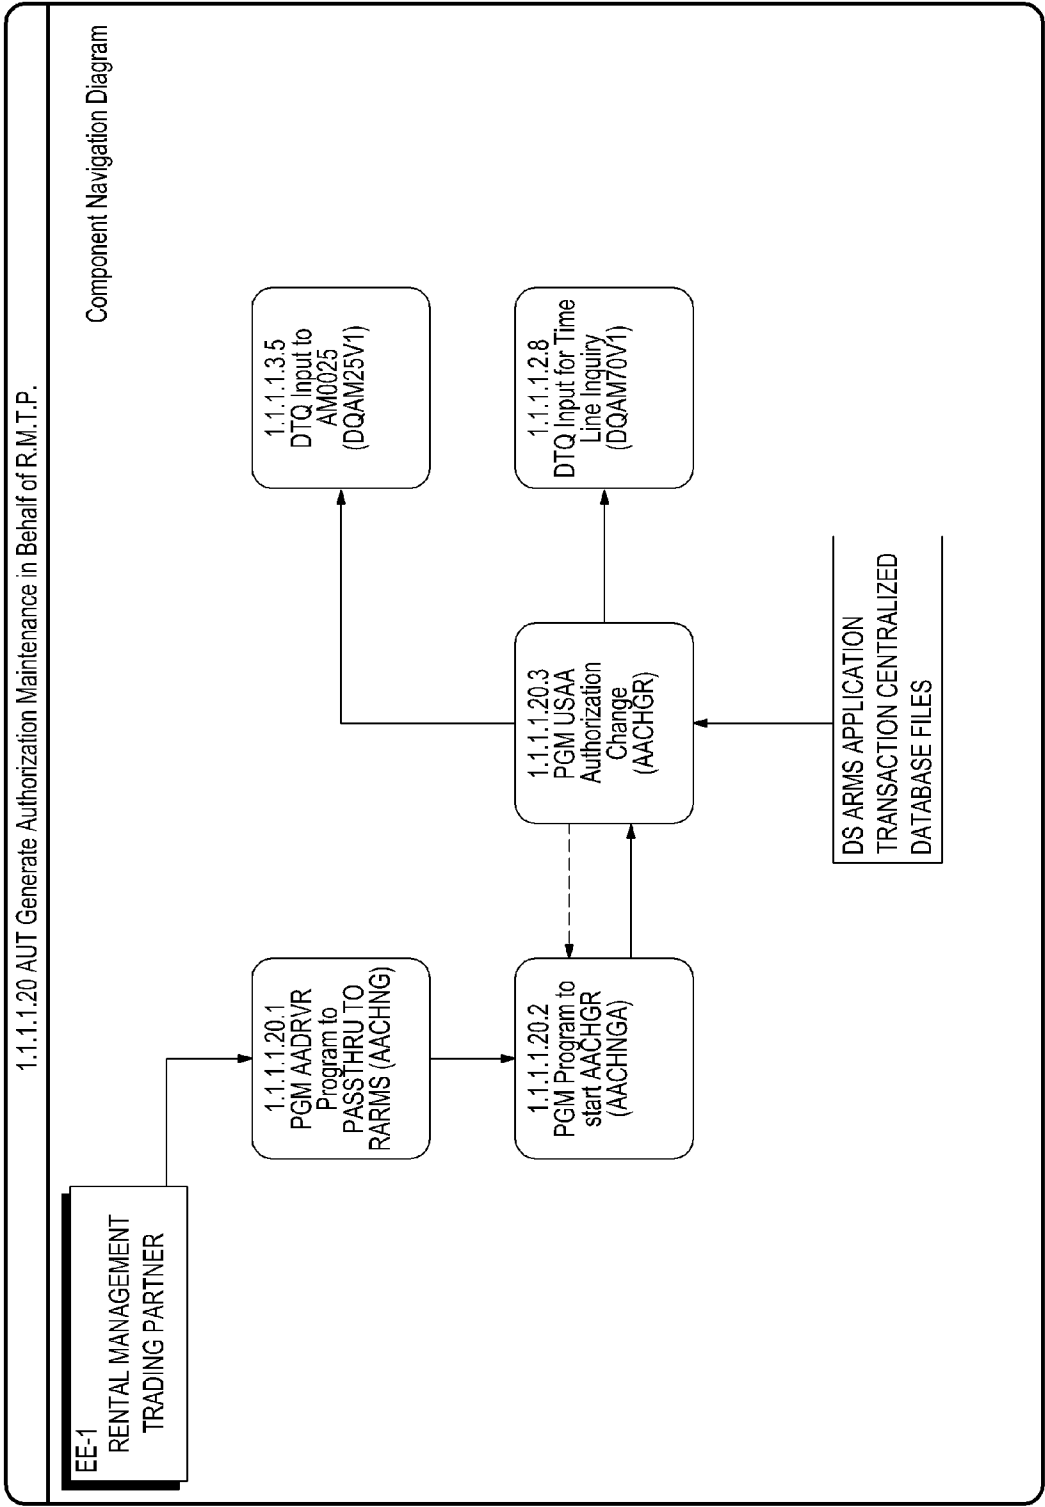 1.1.1.1.20 AUT Generate Authorization Maintenance in Behalf of R.M.T.P.
Component Navigation Diagram
EE-1
RENTAL MANAGEMENT
TRADING PARTNER
1.1.1.1.20.1
PGM AADRVR
Program to
PASSTHRU TO
RARMS (AACHNG)
1.1.1.1.3.5
DTQ Input to
AM0025
(DQAM25V1)
1.1.1.1.20.2
PGM Program to
start AACHGR
(AACHNGA)
1.1.1.1.20.3
PGM USAA
Authorization
Change
(AACHGR)
1.1.1.1.2.8
DTQ Input for Time
Line Inquiry
(DQAM70V1)
DS ARMS APPLICATION
TRANSACTION CENTRALIZED
DATABASE FILES